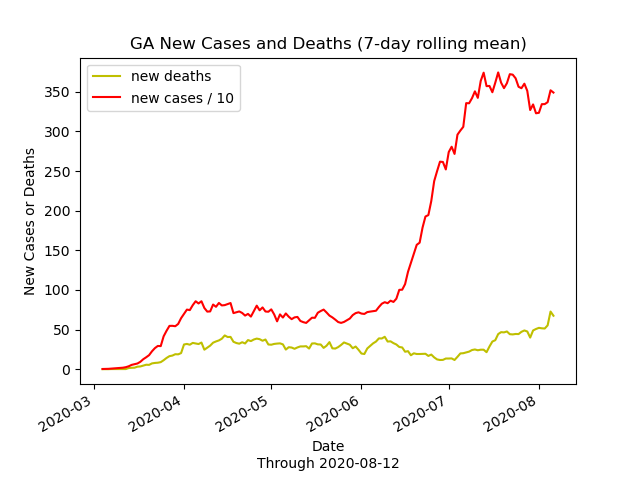 GA New Cases and Deaths (7-day rolling mean)
new deaths
new cases / 10
New Cases or Deaths
350
300
250
200
150
100
50
0
2020-03
2020-04
2020-05
2020-06
2020-07
2020-08
Date
Through 2020-08-12